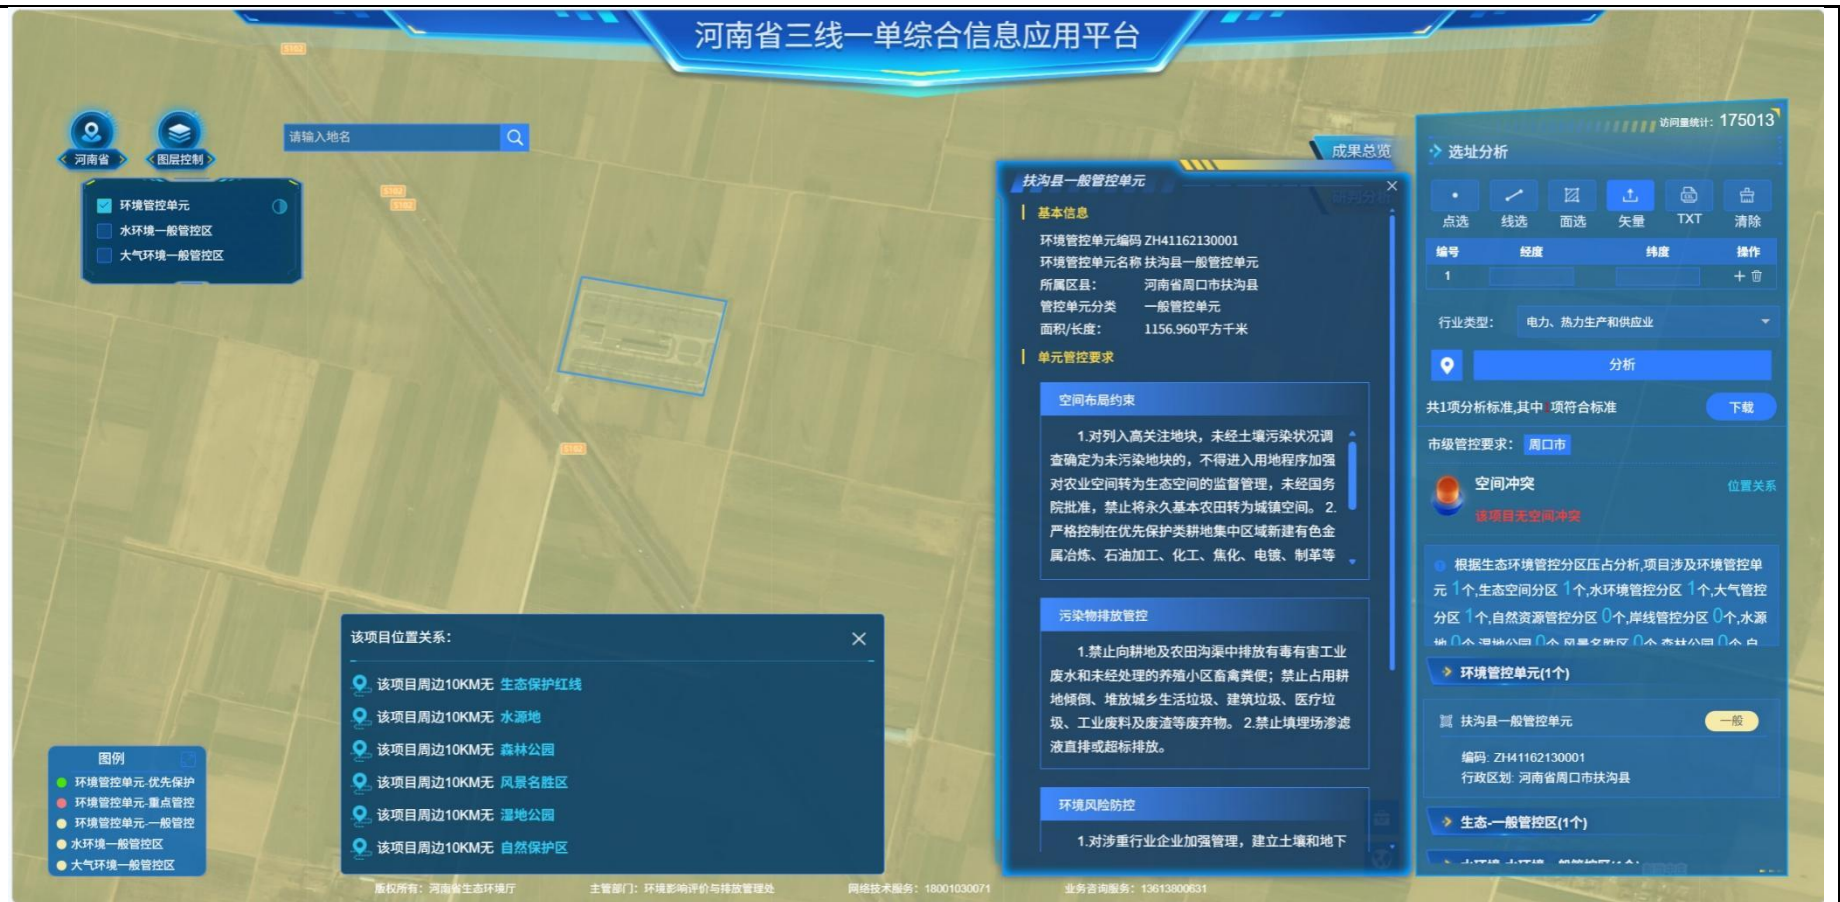 河南省三线一单综合信息应用平台
S102
河南省
图层控制
请输入地名
环境管控单元
水环境一般管控区
大气环境一般管控区
S102
S102
S102
成果总览
研判分析
扶沟县一般管控单元
基本信息
环境管控单元编码 ZH41162130001
环境管控单元名称 扶沟县一般管控单元
所属区县： 河南省周口市扶沟县
管控单元分类 一般管控单元
面积/长度： 1156.960平方千米
单元管控要求
空间布局约束
1.对列入高关注地块，未经土壤污染状况调
查确定为未污染地块的，不得进入用地程序加强
对农业空间转为生态空间的监督管理，未经国务
院批准，禁止将永久基本农田转为城镇空间。 2.
严格控制在优先保护类耕地集中区域新建有色金
属冶炼、石油加工、化工、焦化、电镀、制革等
污染物排放管控
1.禁止向耕地及农田沟渠中排放有毒有害工业
废水和未经处理的养殖小区畜禽粪便；禁止占用耕
地倾倒、堆放城乡生活垃圾、建筑垃圾、医疗垃
圾、工业废料及废渣等废弃物。 2.禁止填埋场渗滤
液直排或超标排放。
环境风险防控
1.对涉重行业企业加强管理，建立土壤和地下
访问量统计：175013
选址分析
点选 线选 面选 矢量 TXT 清除
编号 经度 纬度 操作
1
行业类型： 电力、热力生产和供应业
分析
共1项分析标准,其中 项符合标准
下载
市级管控要求： 周口市
空间冲突
位置关系
该项目无空间冲突
根据生态环境管控分区压占分析,项目涉及环境管控单
元 1个,生态空间分区 1个,水环境管控分区 1个,大气管控
分区 1个,自然资源管控分区 0个,岸线管控分区 0个,水源
地 0个,湿地公园 0个,风景名胜区 0个,森林公园 0个,自
环境管控单元(1个)
扶沟县一般管控单元
一般
编码: ZH41162130001
行政区划: 河南省周口市扶沟县
生态-一般管控区(1个)
该项目位置关系：
该项目周边10KM无 生态保护红线
该项目周边10KM无 水源地
该项目周边10KM无 森林公园
该项目周边10KM无 风景名胜区
该项目周边10KM无 湿地公园
该项目周边10KM无 自然保护区
图例
环境管控单元-优先保护
环境管控单元-重点管控
环境管控单元-一般管控
水环境一般管控区
大气环境一般管控区
版权所有：河南省生态环境厅 主管部门：环境影响评价与排放管理处 网络技术服务：18001030071 业务咨询服务：13613800631